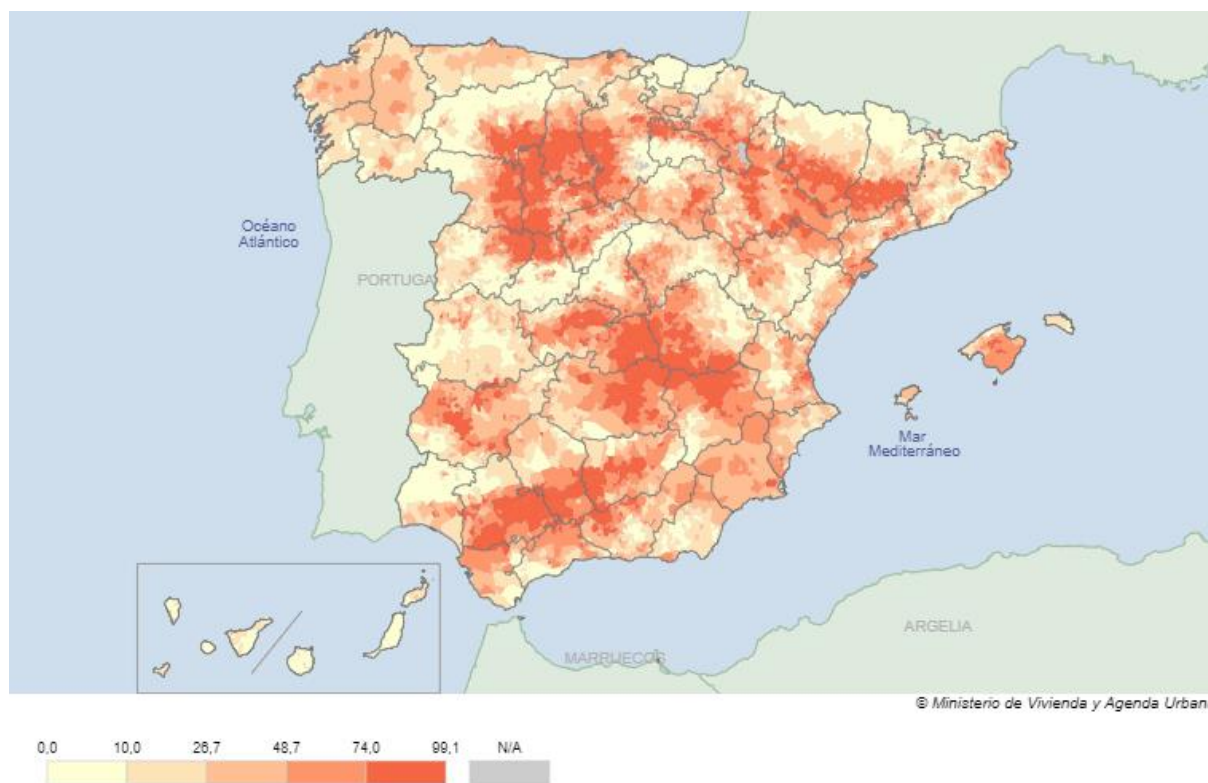 Océano
Atlántico
PORTUGA
Mar
Mediterráneo
ARGELIA
MARRUECOS
© Ministerio de Vivienda y Agenda Urban
0,0 10,0 26,7 48,7 74,0 99,1 N/A